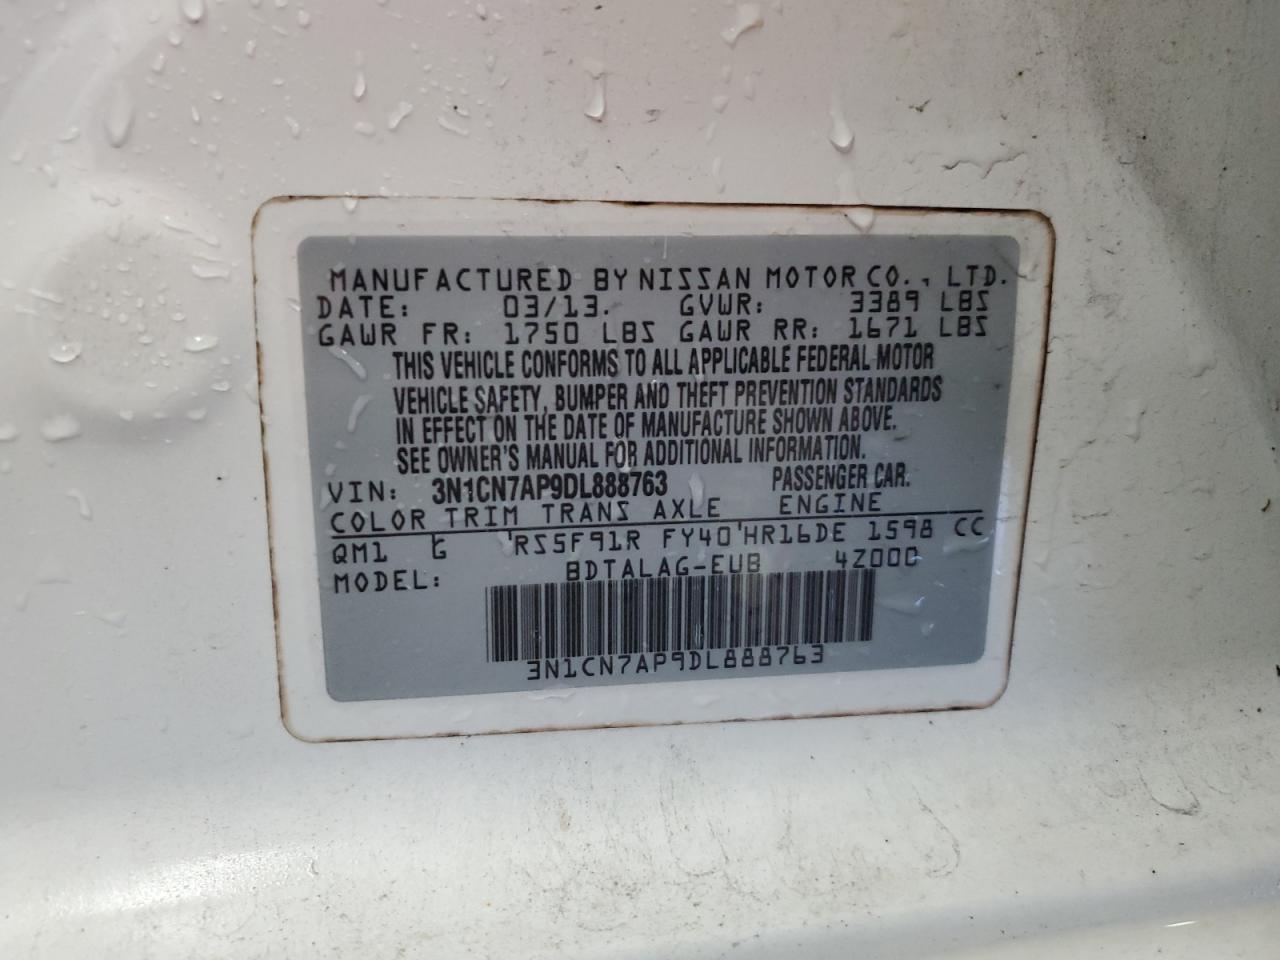 MANUFACTURED BY NISSAN MOTOR CO., LTD.
DATE: 03/13. GVWR: 3389 LBS
GAWR FR: 1750 LBS GAWR RR: 1671 LBS
THIS VEHICLE CONFORMS TO ALL APPLICABLE FEDERAL MOTOR
VEHICLE SAFETY, BUMPER AND THEFT PREVENTION STANDARDS
IN EFFECT ON THE DATE OF MANUFACTURE SHOWN ABOVE.
SEE OWNER'S MANUAL FOR ADDITIONAL INFORMATION.
VIN: 3N1CN7AP9DL888763 PASSENGER CAR.
COLOR TRIM TRANS AXLE ENGINE
QM1 G RS5F91R FY40 HR16DE 1598 CC
MODEL: BDTALAG-EUB 4Z000
3N1CN7AP9DL888763